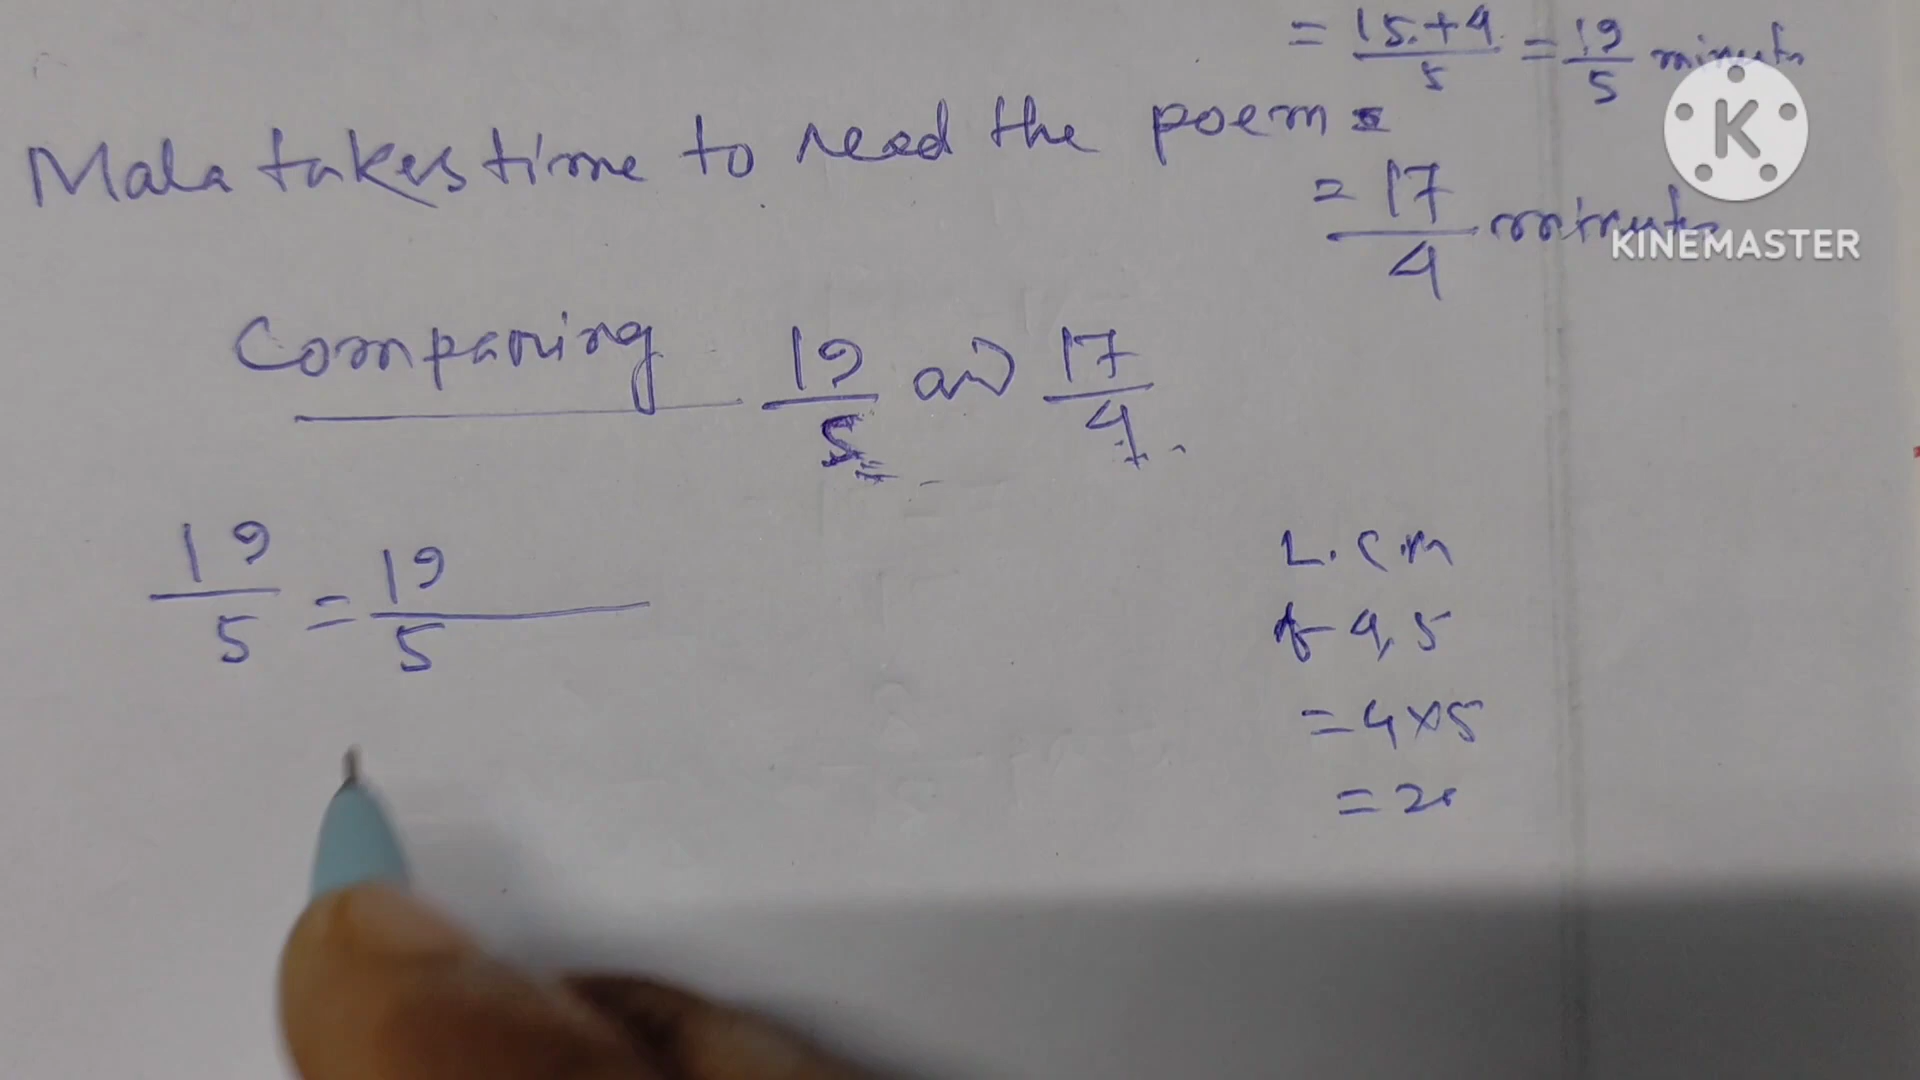 = 15+4/5 = 19/5 minutes
Mala takes time to read the poem =
= 17/4 minutes
K
KINEMASTER
Comparing 19/5 and 17/4.
19/5 = 19/5
L.C.M
of 4, 5
= 4×5
= 20